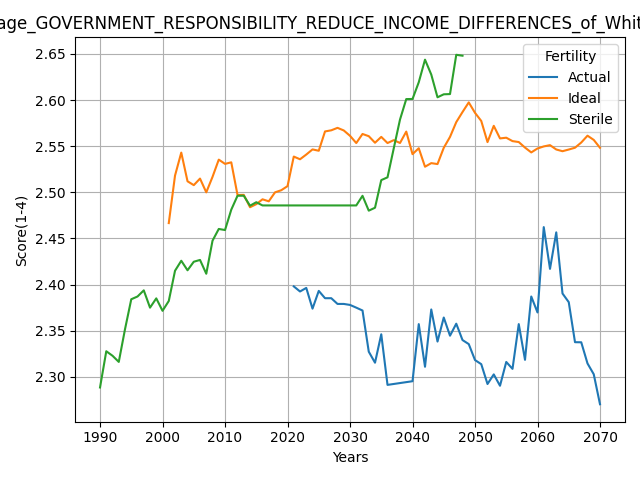 age_GOVERNMENT_RESPONSIBILITY_REDUCE_INCOME_DIFFERENCES_of_Whit
Score(1-4)
2.65
2.60
2.55
2.50
2.45
2.40
2.35
2.30
Fertility
Actual
Ideal
Sterile
1990 2000 2010 2020 2030 2040 2050 2060 2070
Years